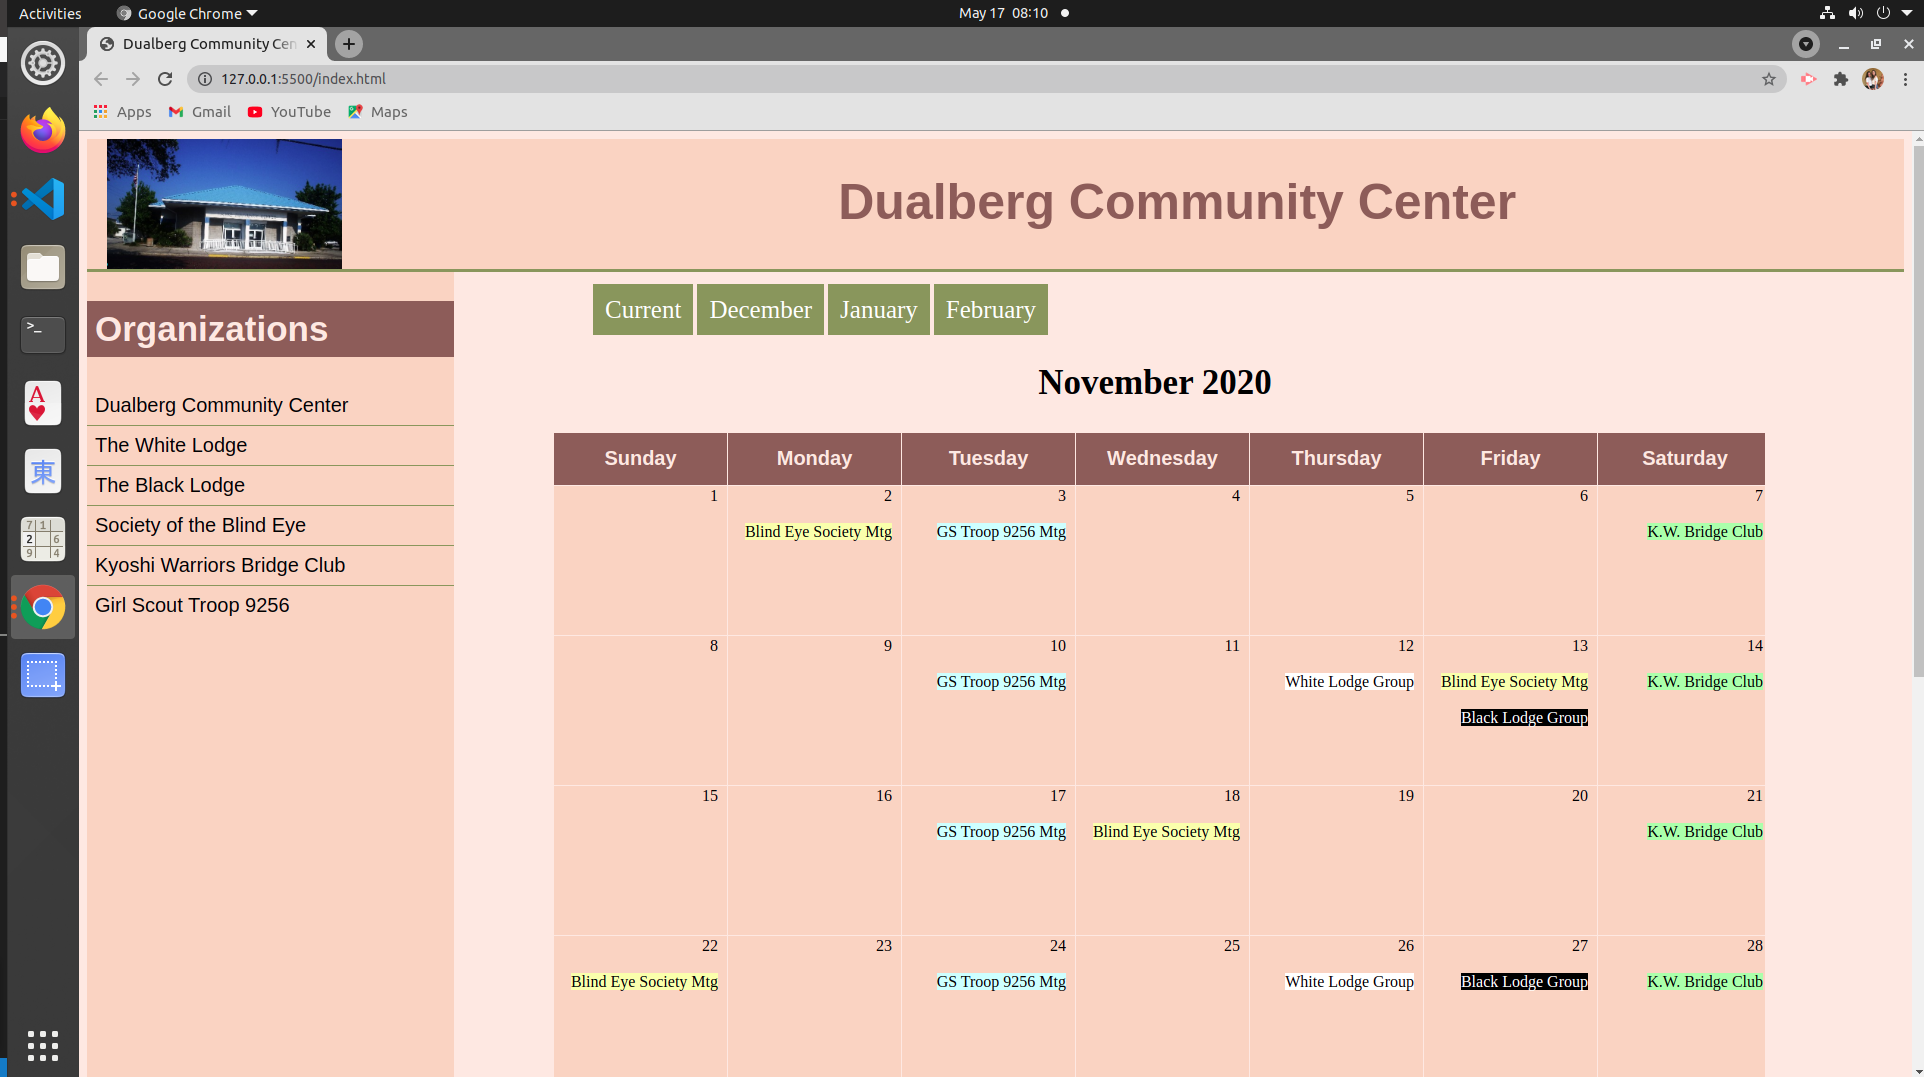 Activities Google Chrome May 17 08:10
Dualberg Community Cen
127.0.0.1:5500/index.html
Apps Gmail YouTube Maps
Dualberg Community Center
Organizations
Dualberg Community Center
The White Lodge
The Black Lodge
Society of the Blind Eye
Kyoshi Warriors Bridge Club
Girl Scout Troop 9256
Current December January February
November 2020
Sunday Monday Tuesday Wednesday Thursday Friday Saturday
1 2 3 4 5 6 7
Blind Eye Society Mtg GS Troop 9256 Mtg K.W. Bridge Club
8 9 10 11 12 13 14
GS Troop 9256 Mtg White Lodge Group Blind Eye Society Mtg K.W. Bridge Club
Black Lodge Group
15 16 17 18 19 20 21
GS Troop 9256 Mtg Blind Eye Society Mtg K.W. Bridge Club
22 23 24 25 26 27 28
Blind Eye Society Mtg GS Troop 9256 Mtg White Lodge Group Black Lodge Group K.W. Bridge Club
>_
A
東
7 1
2 6
9 4